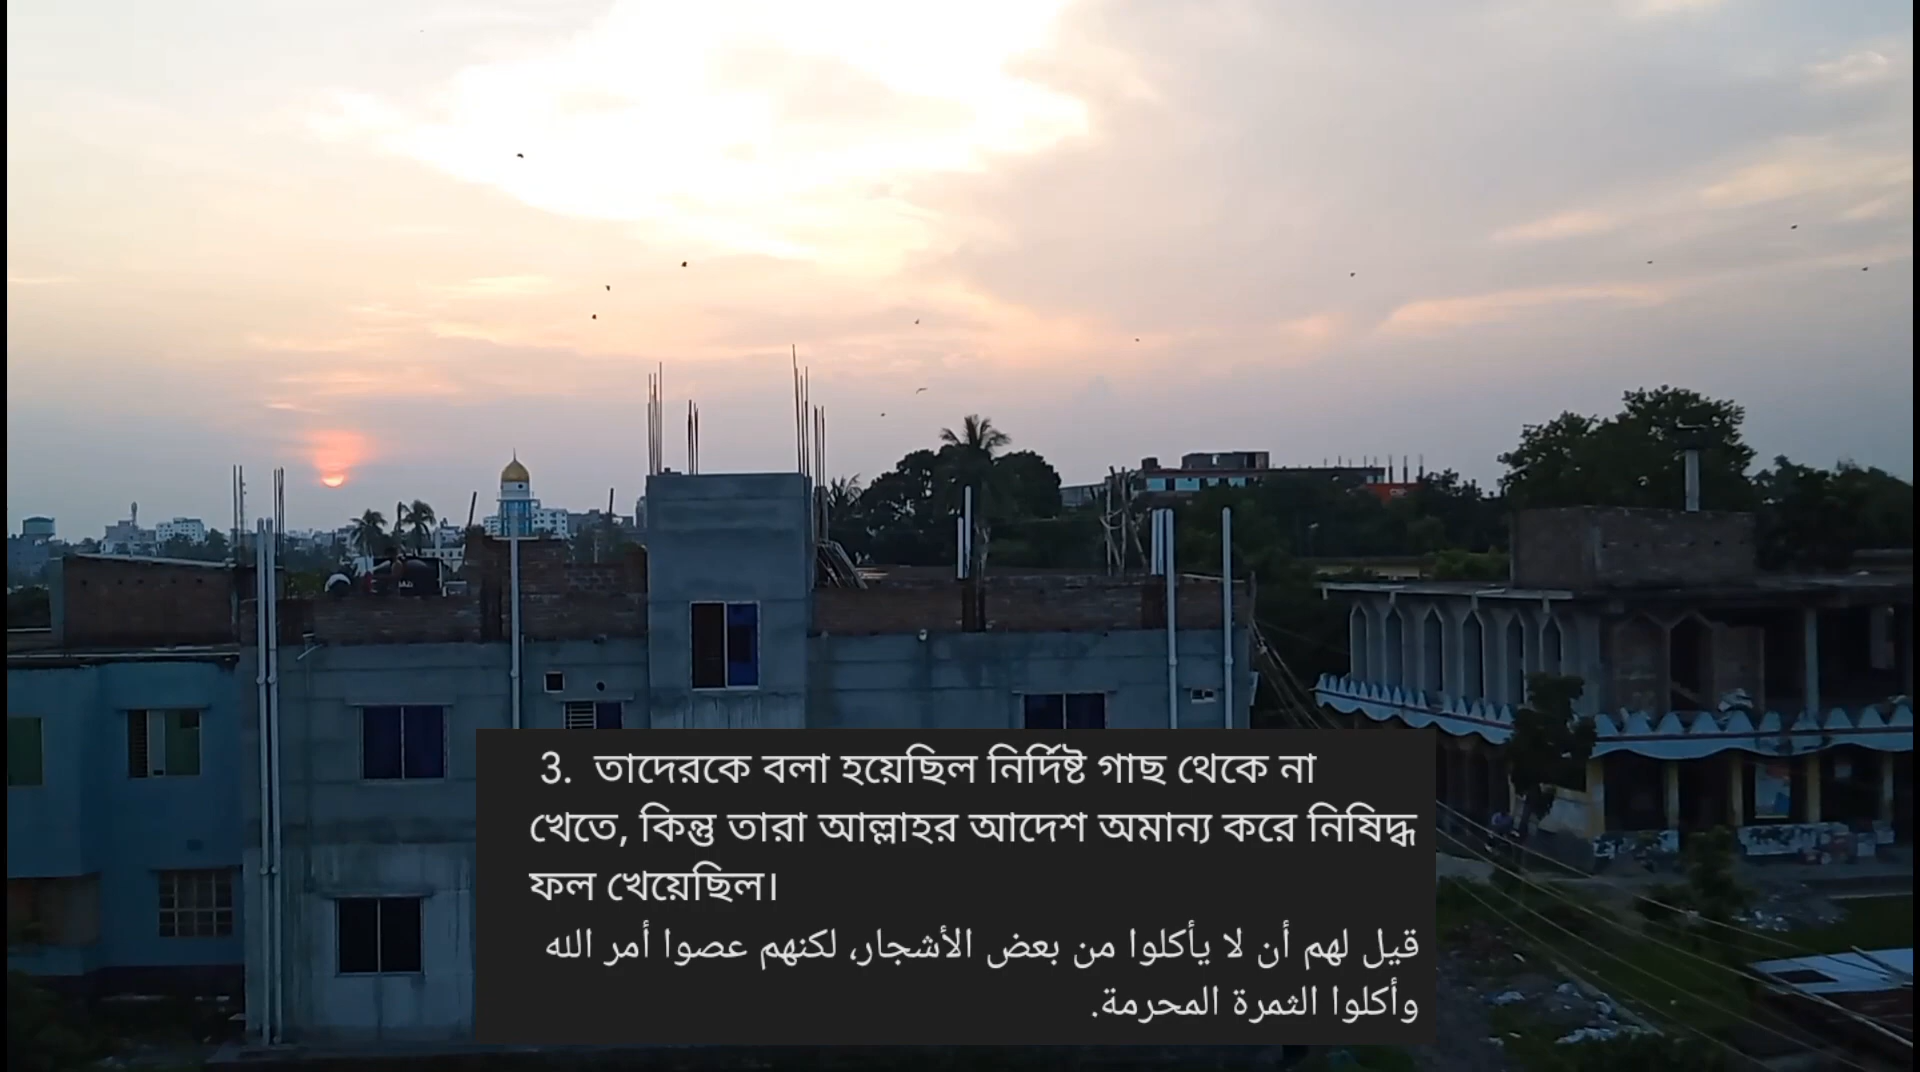 3. তাদেরকে বলা হয়েছিল নির্দিষ্ট গাছ থেকে না
খেতে, কিন্তু তারা আল্লাহর আদেশ অমান্য করে নিষিদ্ধ
ফল খেয়েছিল।
قيل لهم أن لا يأكلوا من بعض الأشجار، لكنهم عصوا أمر الله
وأكلوا الثمرة المحرمة.